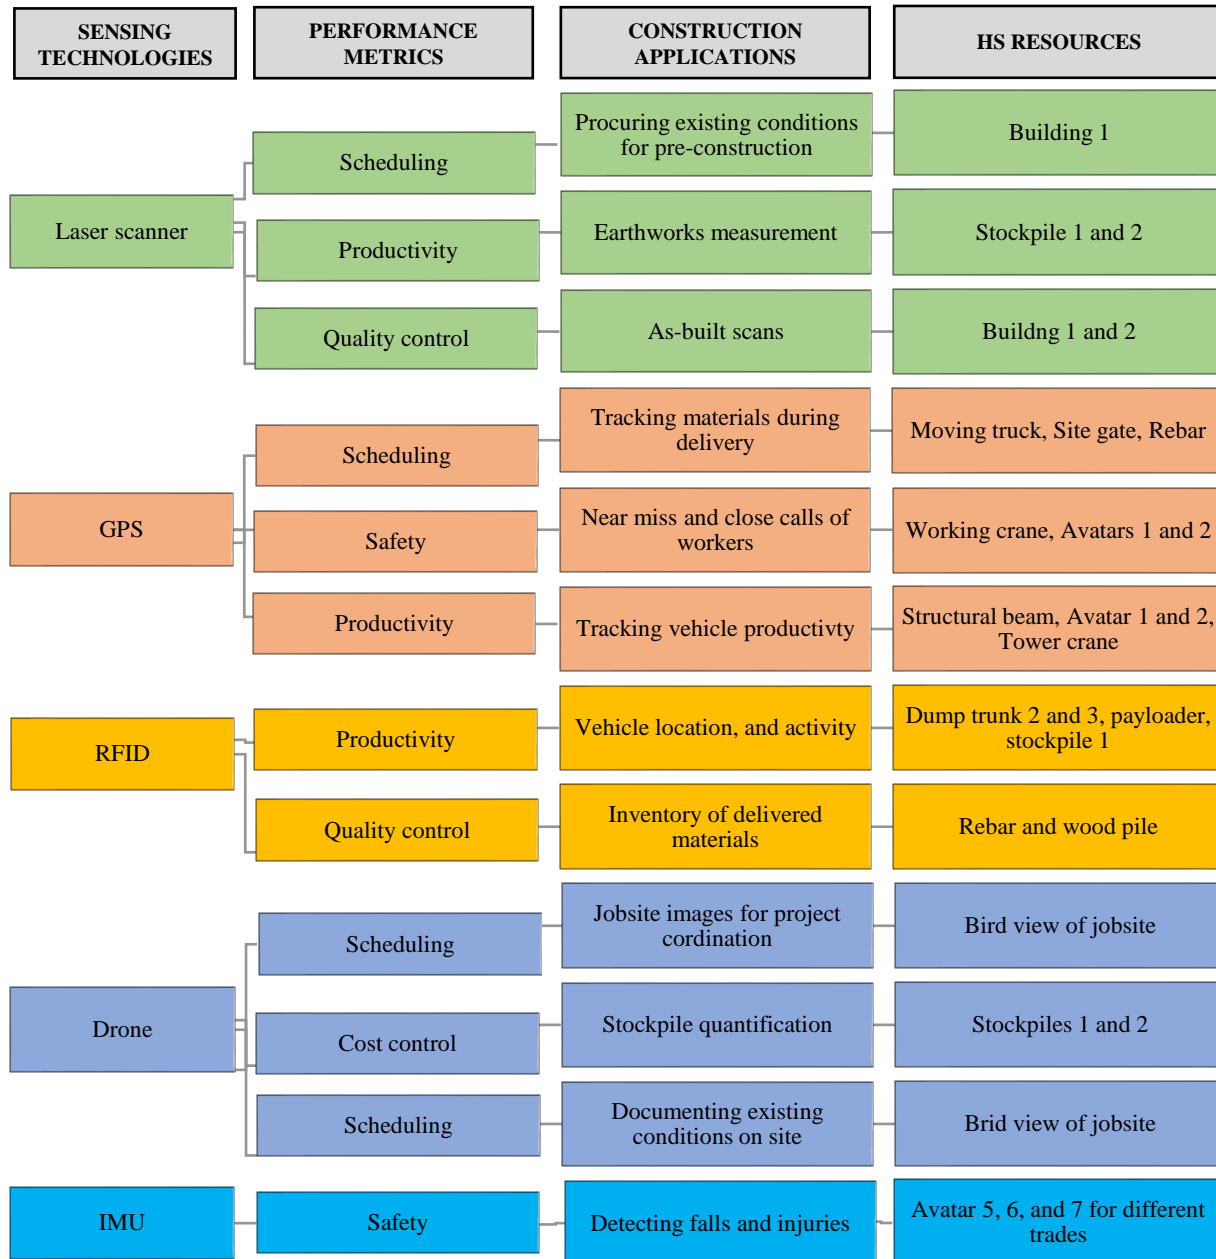 SENSING
TECHNOLOGIES
PERFORMANCE
METRICS
CONSTRUCTION
APPLICATIONS
HS RESOURCES
Laser scanner
Scheduling
Procuring existing conditions
for pre-construction
Building 1
Productivity
Earthworks measurement
Stockpile 1 and 2
Quality control
As-built scans
Buildng 1 and 2
GPS
Scheduling
Tracking materials during
delivery
Moving truck, Site gate, Rebar
Safety
Near miss and close calls of
workers
Working crane, Avatars 1 and 2
Productivity
Tracking vehicle productivty
Structural beam, Avatar 1 and 2,
Tower crane
RFID
Productivity
Vehicle location, and activity
Dump trunk 2 and 3, payloader,
stockpile 1
Quality control
Inventory of delivered
materials
Rebar and wood pile
Drone
Scheduling
Jobsite images for project
cordination
Bird view of jobsite
Cost control
Stockpile quantification
Stockpiles 1 and 2
Scheduling
Documenting existing
conditions on site
Brid view of jobsite
IMU
Safety
Detecting falls and injuries
Avatar 5, 6, and 7 for different
trades